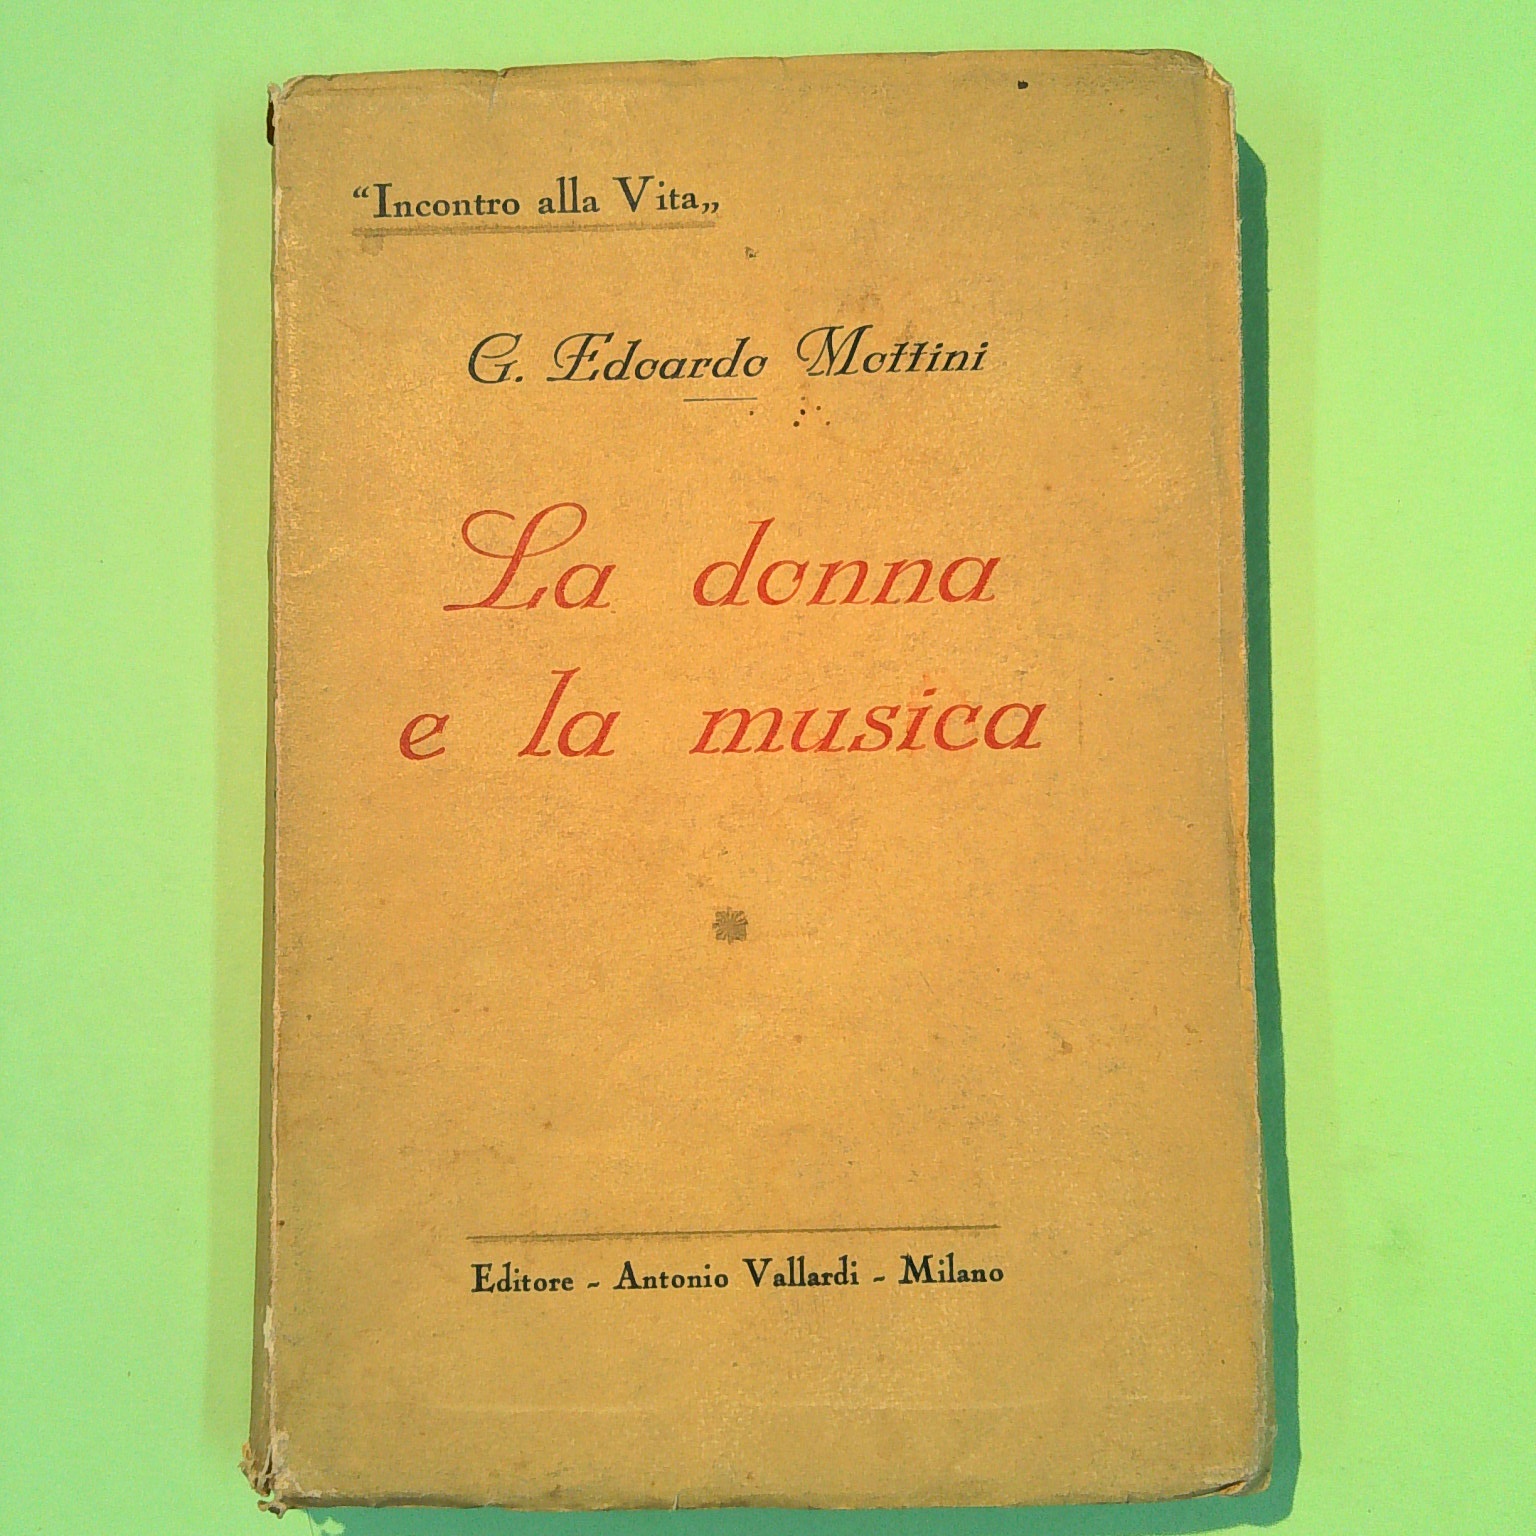 “Incontro alla Vita„
G. Edoardo Mottini
La donna
e la musica
Editore - Antonio Vallardi - Milano